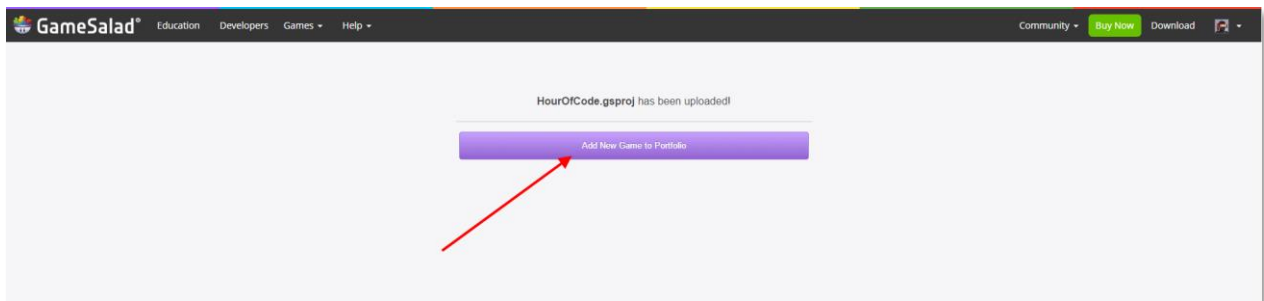 GameSalad® Education Developers Games Help Community Buy Now Download
HourOfCode.gsproj has been uploaded!
Add New Game to Portfolio